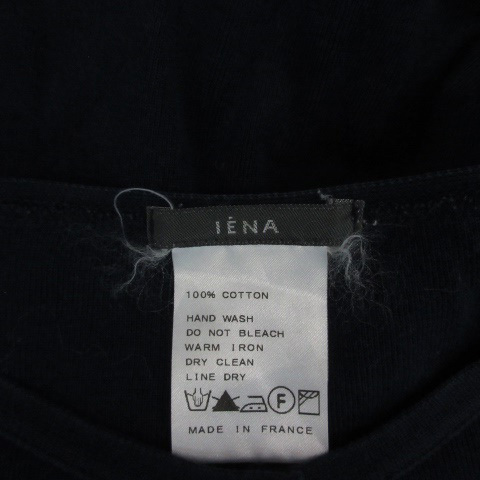 IÉNA
100% COTTON
HAND WASH
DO NOT BLEACH
WARM IRON
DRY CLEAN
LINE DRY
F
MADE IN FRANCE